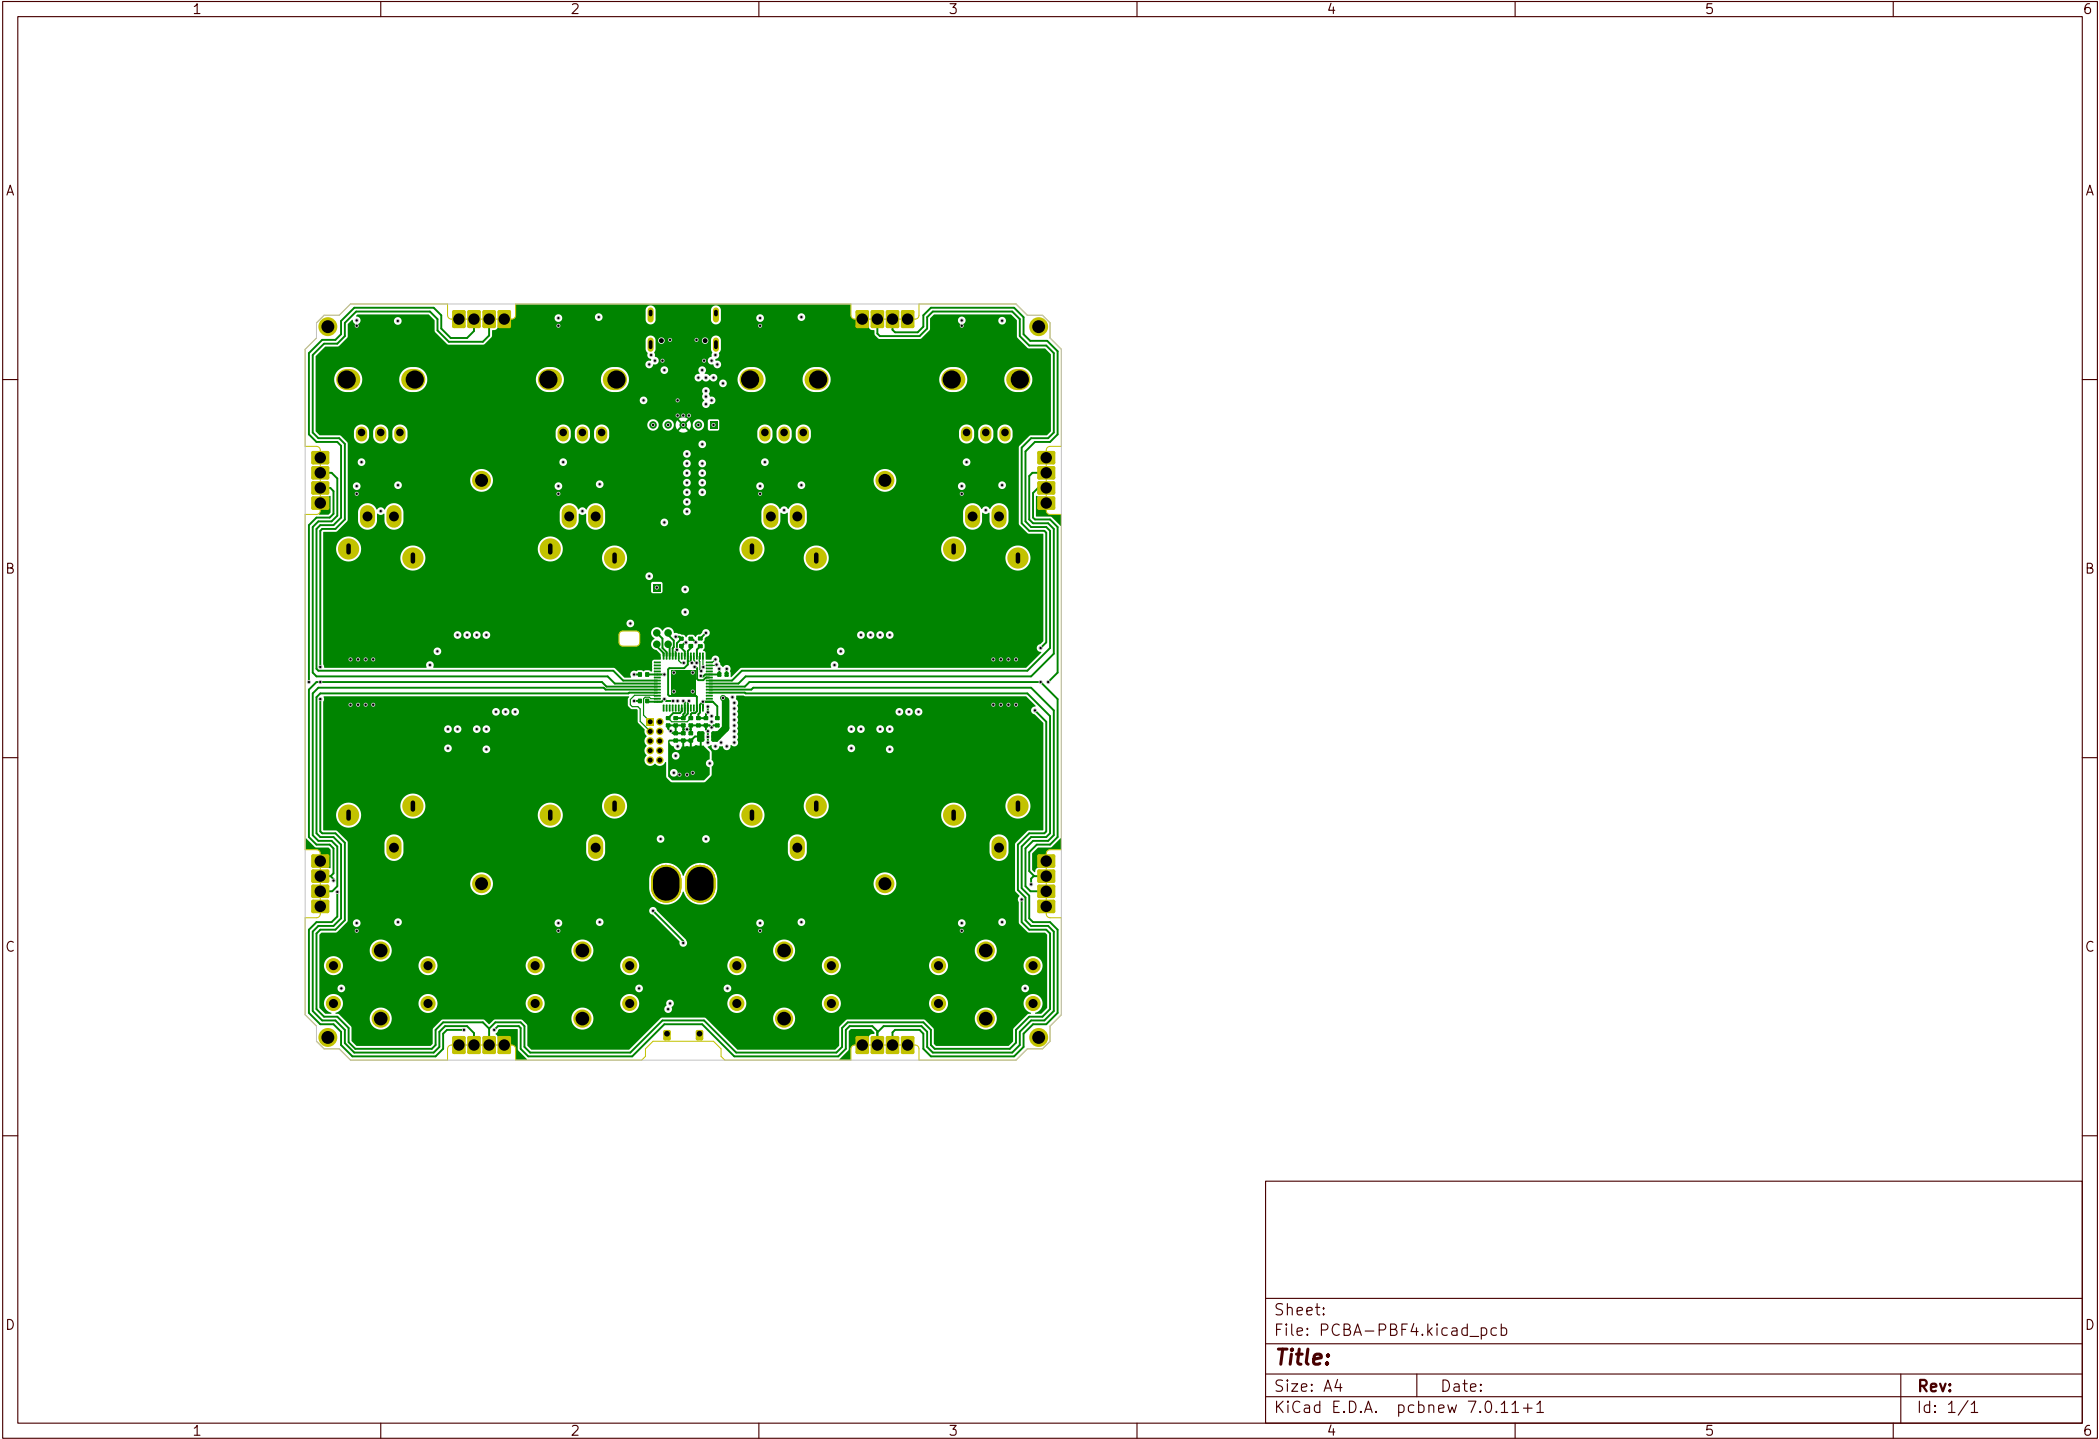 1 2 3 4 5 6
A A
B B
C C
D D
Sheet:
File: PCBA-PBF4.kicad_pcb
Title:
Size: A4 Date: Rev:
KiCad E.D.A. pcbnew 7.0.11+1 Id: 1/1
1 2 3 4 5 6